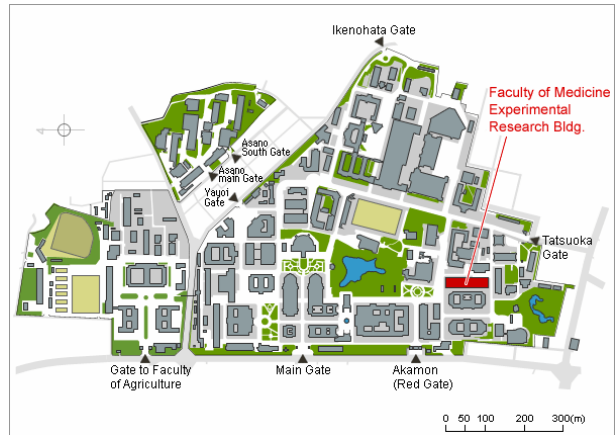 Ikenohata Gate
Faculty of Medicine
Experimental
Research Bldg.
Asano
South Gate
Asano
main Gate
Yayoi
Gate
Tatsuoka
Gate
Gate to Faculty
of Agriculture
Main Gate
Akamon
(Red Gate)
0 50 100 200 300(m)